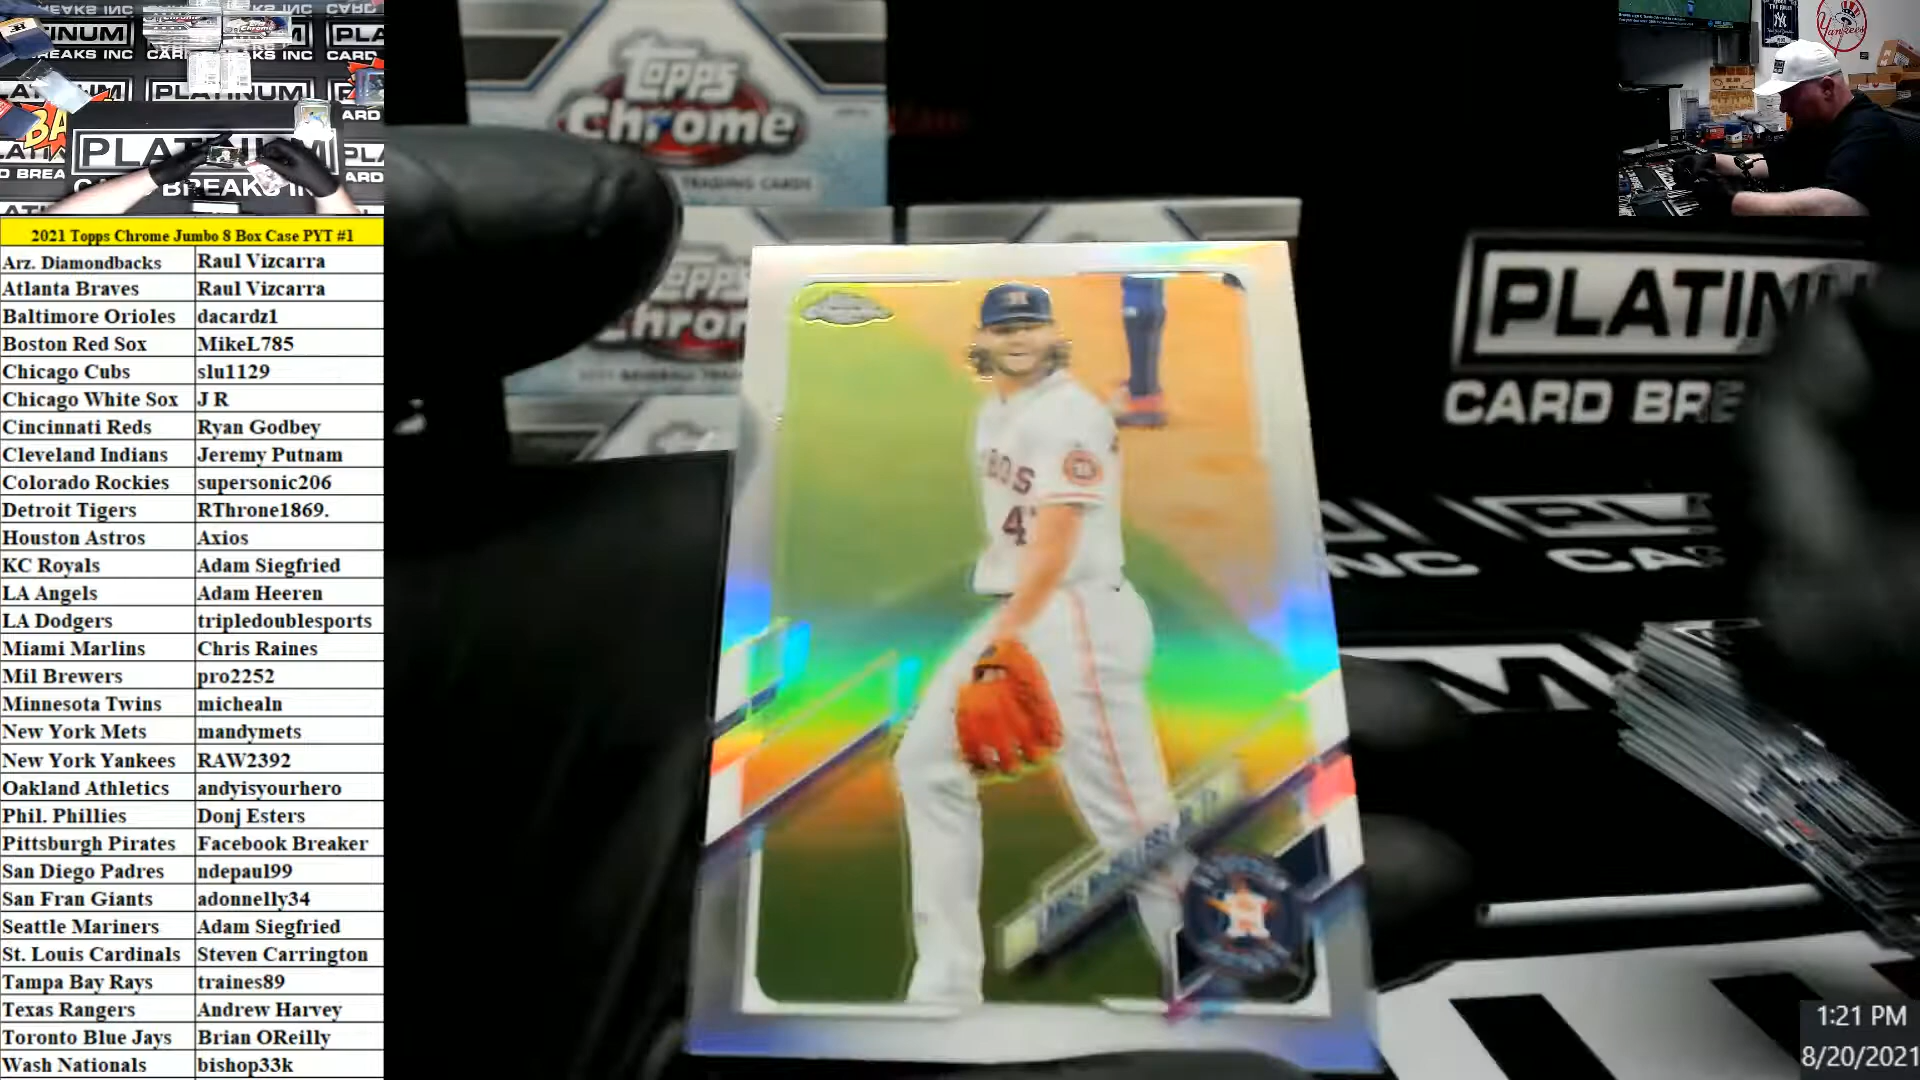 2021 Topps Chrome Jumbo 8 Box Case PYT #1
Arz. Diamondbacks Raul Vizcarra
Atlanta Braves Raul Vizcarra
Baltimore Orioles dacardz1
Boston Red Sox MikeL785
Chicago Cubs slu1129
Chicago White Sox J R
Cincinnati Reds Ryan Godbey
Cleveland Indians Jeremy Putnam
Colorado Rockies supersonic206
Detroit Tigers RThrone1869.
Houston Astros Axios
KC Royals Adam Siegfried
LA Angels Adam Heeren
LA Dodgers tripledoublesports
Miami Marlins Chris Raines
Mil Brewers pro2252
Minnesota Twins michealn
New York Mets mandymets
New York Yankees RAW2392
Oakland Athletics andyisyourhero
Phil. Phillies Donj Esters
Pittsburgh Pirates Facebook Breaker
San Diego Padres ndepaul99
San Fran Giants adonnelly34
Seattle Mariners Adam Siegfried
St. Louis Cardinals Steven Carrington
Tampa Bay Rays traines89
Texas Rangers Andrew Harvey
Toronto Blue Jays Brian OReilly
Wash Nationals bishop33k
Topps
Chrome
TRADING CARDS
PLATIN
CARD BRE
OS
4
NC CA
PLATINUM
BREAKS INC
Yankees
1:21 PM
8/20/2021